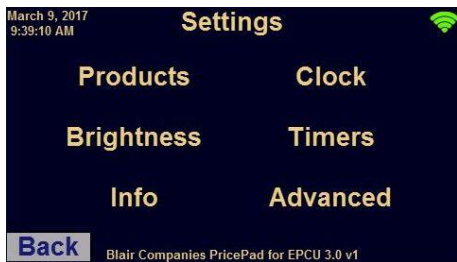 March 9, 2017
9:39:10 AM
Settings
Products
Clock
Brightness
Timers
Info
Advanced
Back
Blair Companies PricePad for EPCU 3.0 v1